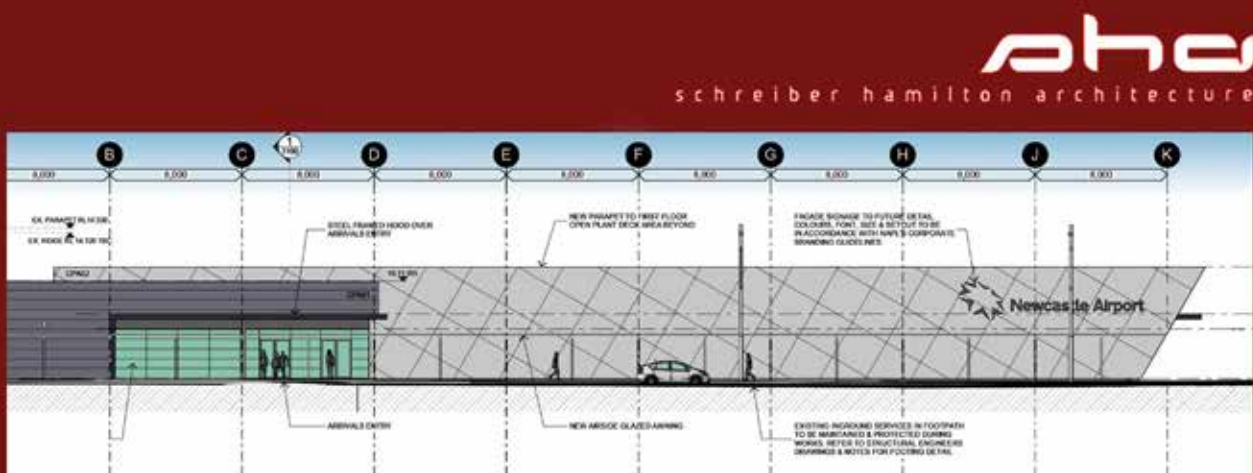 sha
schreiber hamilton architecture
B C D E F G H J K
8,000 8,000 8,000 8,000 8,000 8,000 8,000 8,000 8,000
STEEL FRAMED HOOD OVER
ARRIVALS ENTRY
NEW PARAPET TO FIRST FLOOR
OPEN PLANT DECK AREA BEYOND
FACADE SIGNAGE TO FUTURE DETAIL.
COLOURS, FONT, SIZE & SETOUT TO BE
IN ACCORDANCE WITH NAPL'S CORPORATE
BRANDING GUIDELINES
Newcastle Airport
ARRIVALS ENTRY
NEW AIRSIDE GLAZED AWNING
EXISTING INGROUND SERVICES IN FOOTPATH
TO BE MAINTAINED & PROTECTED DURING
WORKS. REFER TO STRUCTURAL ENGINEERS
DRAWINGS & NOTES FOR FOOTING DETAIL